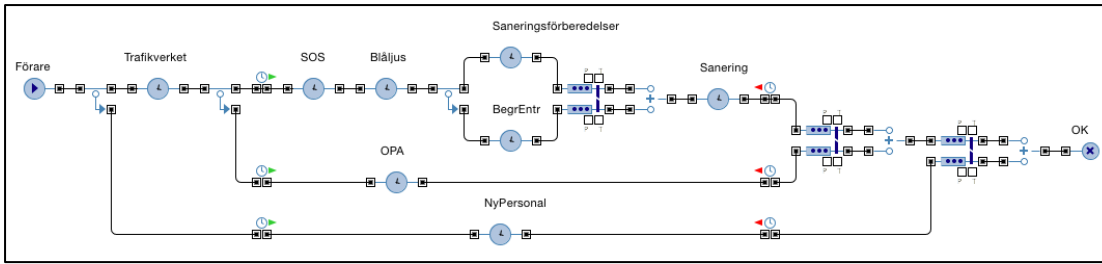 Saneringsförberedelser
Förare
Trafikverket
SOS
Blåljus
Sanering
BegrEntr
OPA
NyPersonal
OK
P T
P T
P T
P T
P T
P T